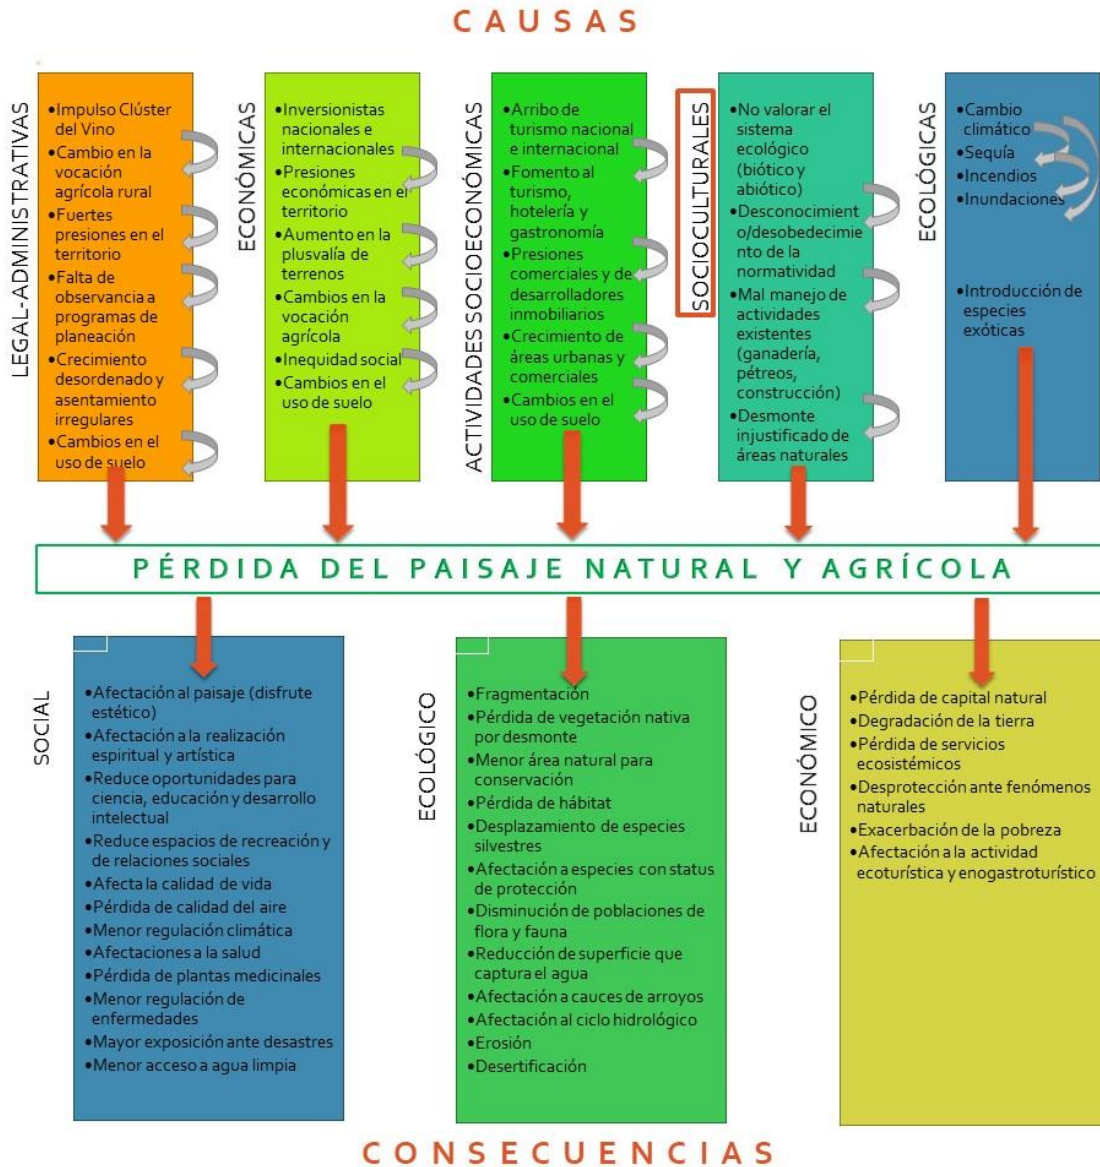 CAUSAS
LEGAL-ADMINISTRATIVAS
•Impulso Clúster
del Vino
•Cambio en la
vocación
agrícola rural
•Fuertes
presiones en el
territorio
•Falta de
observancia a
programas de
planeación
•Crecimiento
desordenado y
asentamiento
irregulares
•Cambios en el
uso de suelo
ECONÓMICAS
•Inversionistas
nacionales e
internacionales
•Presiones
económicas en el
territorio
•Aumento en la
plusvalía de
terrenos
•Cambios en la
vocación
agrícola
•Inequidad social
•Cambios en el
uso de suelo
ACTIVIDADES SOCIOECONÓMICAS
•Arribo de
turismo nacional
e internacional
•Fomento al
turismo,
hotelería y
gastronomía
•Presiones
comerciales y de
desarrolladores
inmobiliarios
•Crecimiento de
áreas urbanas y
comerciales
•Cambios en el
uso de suelo
SOCIOCULTURALES
•No valorar el
sistema
ecológico
(biótico y
abiótico)
•Desconocimient
o/desobedecimie
nto de la
normatividad
•Mal manejo de
actividades
existentes
(ganadería,
pétreos,
construcción)
•Desmonte
injustificado de
áreas naturales
ECOLÓGICAS
•Cambio
climático
•Sequía
•Incendios
•Inundaciones
•Introducción de
especies
exóticas
PÉRDIDA DEL PAISAJE NATURAL Y AGRÍCOLA
SOCIAL
•Afectación al paisaje (disfrute
estético)
•Afectación a la realización
espiritual y artística
•Reduce oportunidades para
ciencia, educación y desarrollo
intelectual
•Reduce espacios de recreación y
de relaciones sociales
•Afecta la calidad de vida
•Pérdida de calidad del aire
•Menor regulación climática
•Afectaciones a la salud
•Pérdida de plantas medicinales
•Menor regulación de
enfermedades
•Mayor exposición ante desastres
•Menor acceso a agua limpia
ECOLÓGICO
•Fragmentación
•Pérdida de vegetación nativa
por desmonte
•Menor área natural para
conservación
•Pérdida de hábitat
•Desplazamiento de especies
silvestres
•Afectación a especies con status
de protección
•Disminución de poblaciones de
flora y fauna
•Reducción de superficie que
captura el agua
•Afectación a cauces de arroyos
•Afectación al ciclo hidrológico
•Erosión
•Desertificación
ECONÓMICO
•Pérdida de capital natural
•Degradación de la tierra
•Pérdida de servicios
ecosistémicos
•Desprotección ante fenómenos
naturales
•Exacerbación de la pobreza
•Afectación a la actividad
ecoturística y enogastroturístico
CONSECUENCIAS